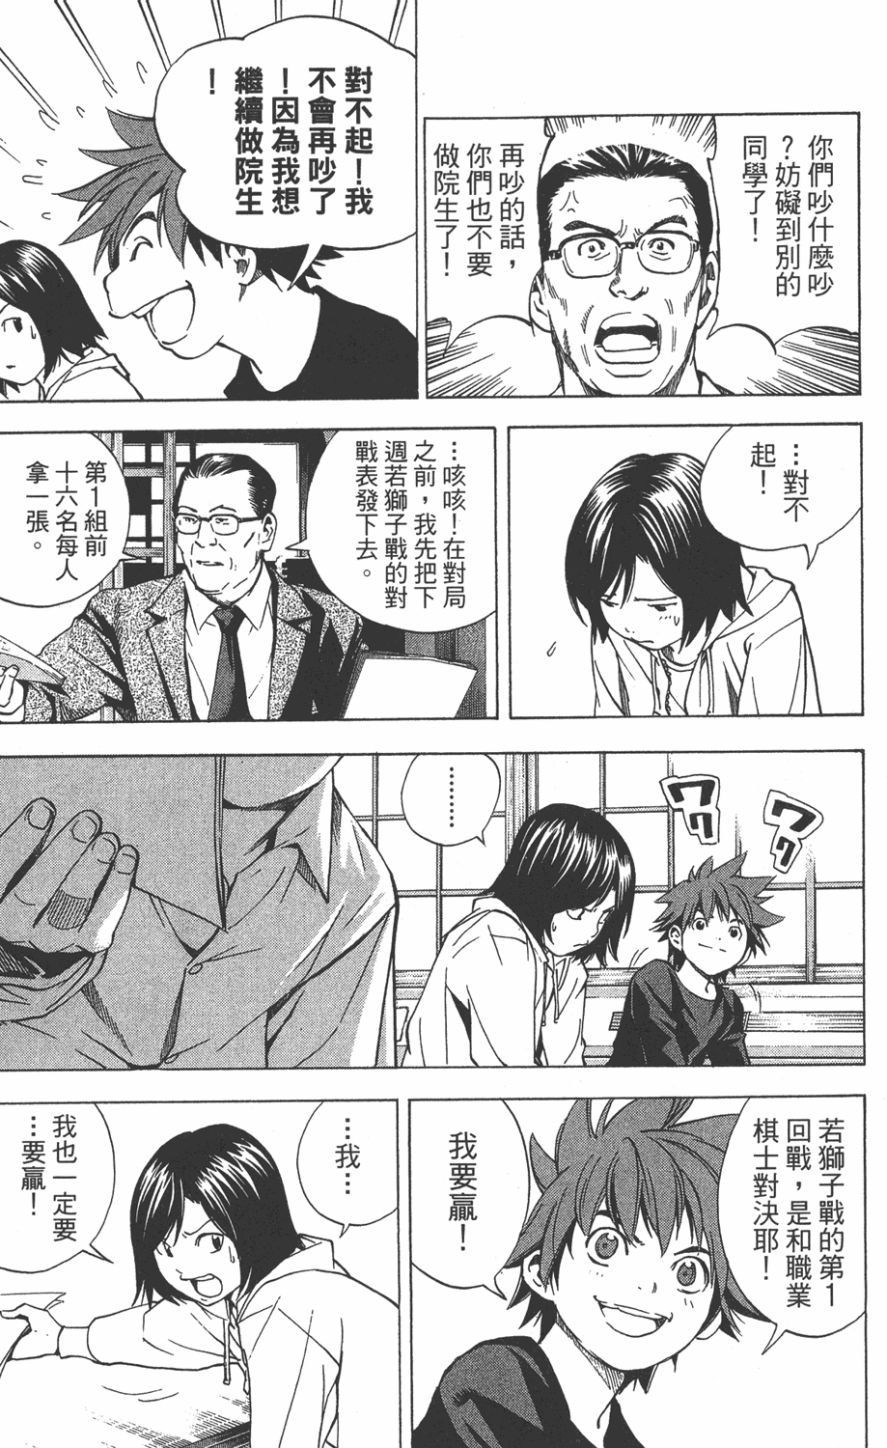 你們吵什麼吵
？妨礙到別的
同學了！
再吵的話，
你們也不要
做院生了！
對不起！我
不會再吵了
！因為我想
繼續做院生
！
…對不
起！
…咳咳！在對局
之前，我先把下
週若獅子戰的對
戰表發下去。
第1組前
十六名每人
拿一張。
ワク
ワク
………
若獅子戰的第1
回戰，是和職業
棋士對決耶！
我要贏！
…我…
我也一定要
…要贏！